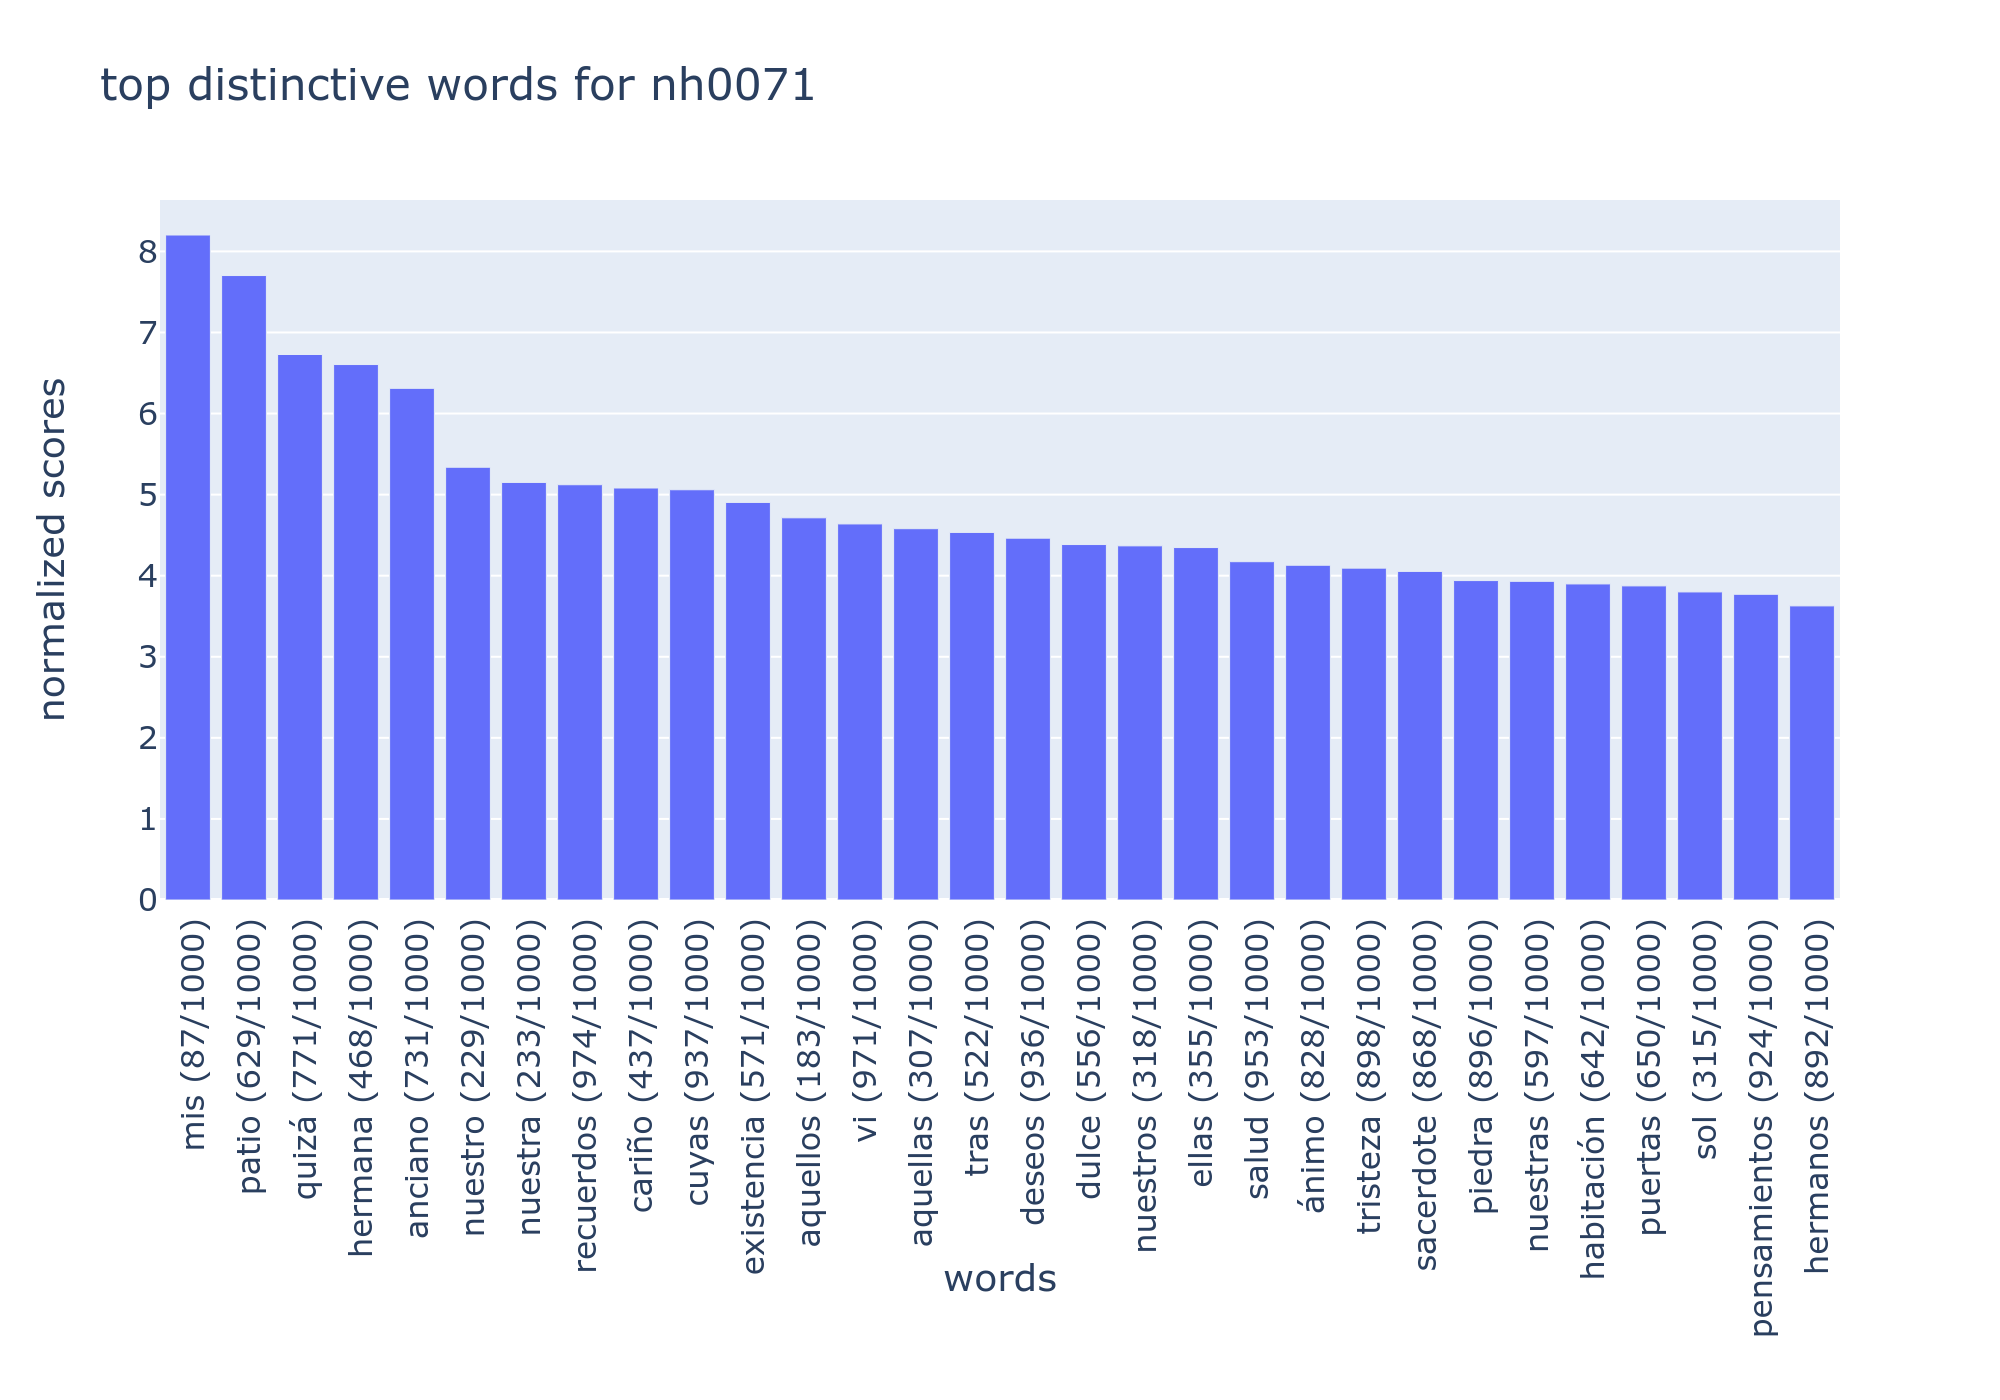 top distinctive words for nh0071
normalized scores
8
7
6
5
4
3
2
1
0
mis (87/1000)
patio (629/1000)
quizá (771/1000)
hermana (468/1000)
anciano (731/1000)
nuestro (229/1000)
nuestra (233/1000)
recuerdos (974/1000)
cariño (437/1000)
cuyas (937/1000)
existencia (571/1000)
aquellos (183/1000)
vi (971/1000)
aquellas (307/1000)
tras (522/1000)
deseos (936/1000)
dulce (556/1000)
nuestros (318/1000)
ellas (355/1000)
salud (953/1000)
ánimo (828/1000)
tristeza (898/1000)
sacerdote (868/1000)
piedra (896/1000)
nuestras (597/1000)
habitación (642/1000)
puertas (650/1000)
sol (315/1000)
pensamientos (924/1000)
hermanos (892/1000)
words